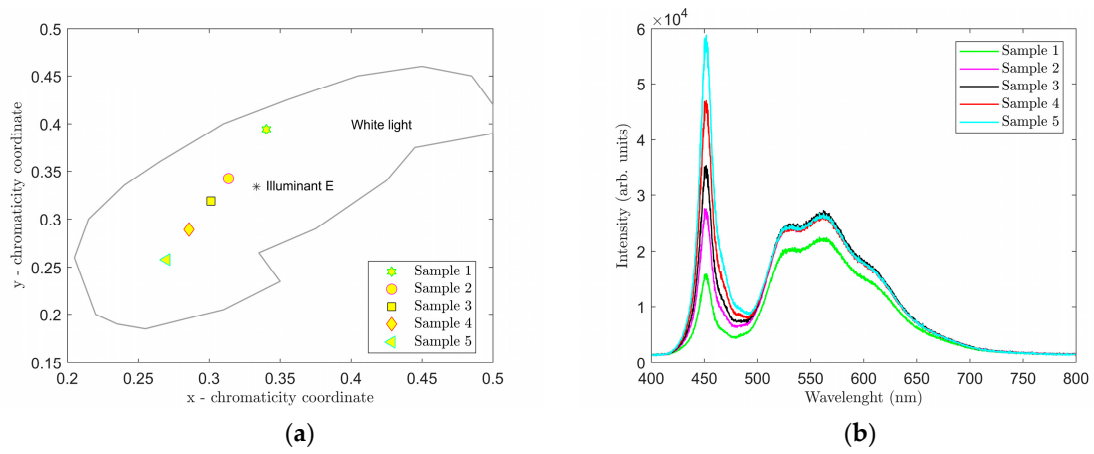 0.5
0.45
0.4
0.35
0.3
0.25
0.2
0.15
y - chromaticity coordinate
White light
Illuminant E
Sample 1
Sample 2
Sample 3
Sample 4
Sample 5
0.2 0.25 0.3 0.35 0.4 0.45 0.5
x - chromaticity coordinate
(a)
×10⁴
6
5
4
3
2
1
0
Intensity (arb. units)
Sample 1
Sample 2
Sample 3
Sample 4
Sample 5
400 450 500 550 600 650 700 750 800
Wavelenght (nm)
(b)